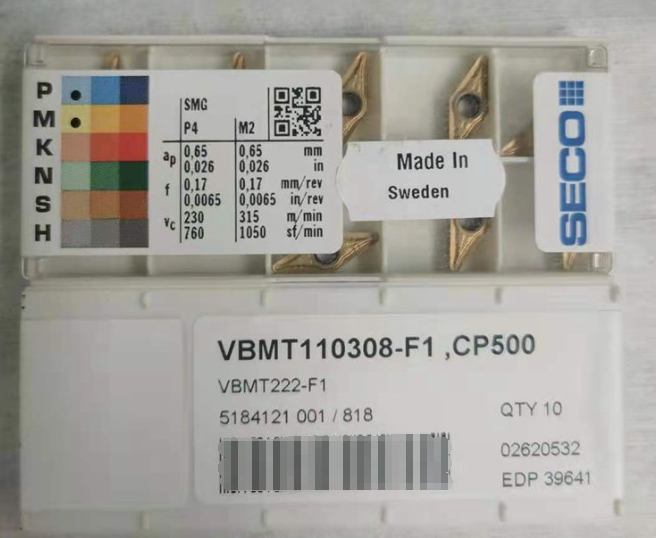 P
M
K
N
S
H
SMG
P4 M2
ap 0,65 0,65 mm
0,026 0,026 in
f 0,17 0,17 mm/rev
0,0065 0,0065 in/rev
vc 230 315 m/min
760 1050 sf/min
Made In
Sweden
SECO
VBMT110308-F1 ,CP500
VBMT222-F1
5184121 001 / 818
QTY 10
02620532
EDP 39641